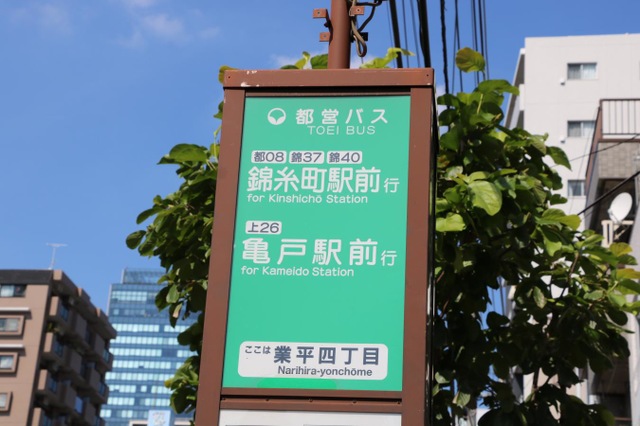 都営バス
TOEI BUS
都08 錦37 錦40
錦糸町駅前行
for Kinshichō Station
上26
亀戸駅前行
for Kameido Station
ここは 業平四丁目
Narihira-yonchōme